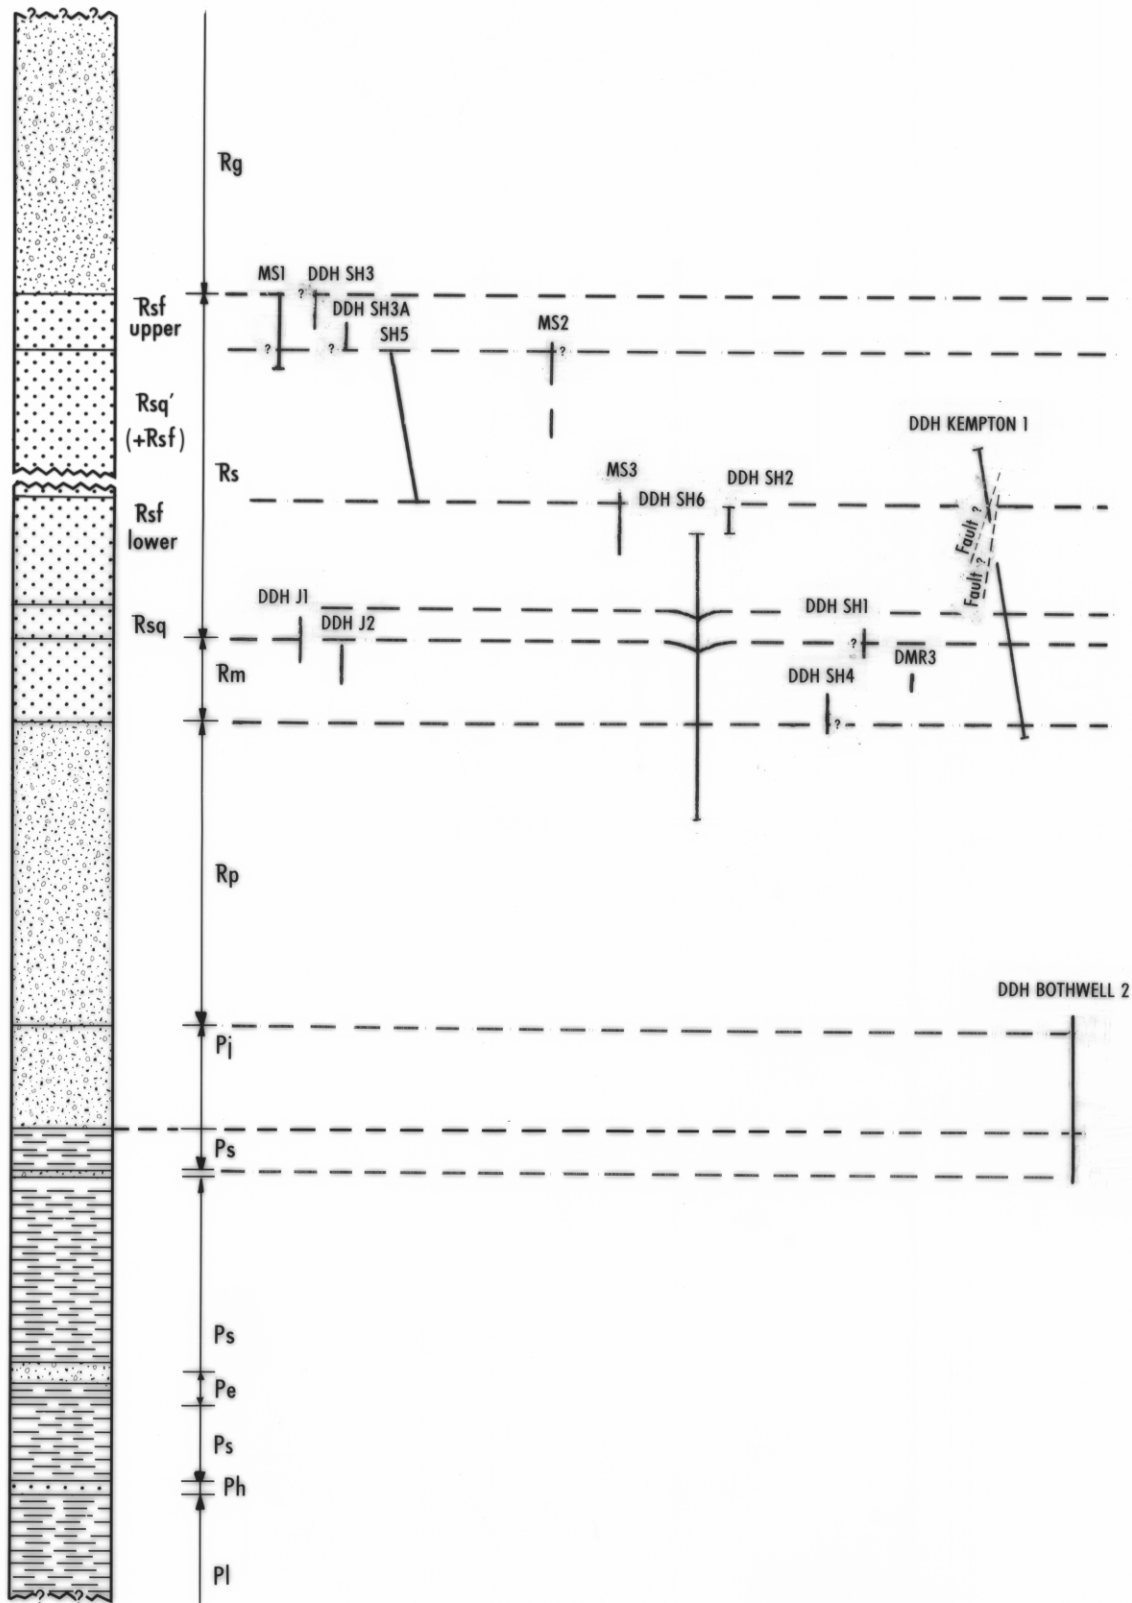 ? ? ?
Rg
MS1 DDH SH3
?
Rsf
upper
DDH SH3A
SH5
MS2
? ? ?
Rsq'
(+Rsf)
DDH KEMPTON 1
Rs
MS3
DDH SH6
DDH SH2
Rsf
lower
Fault ?
Fault ?
DDH J1
DDH J2
DDH SH1
Rsq
?
DMR3
Rm
DDH SH4
?
Rp
DDH BOTHWELL 2
Pj
Ps
Ps
Pe
Ps
Ph
Pl
? ?